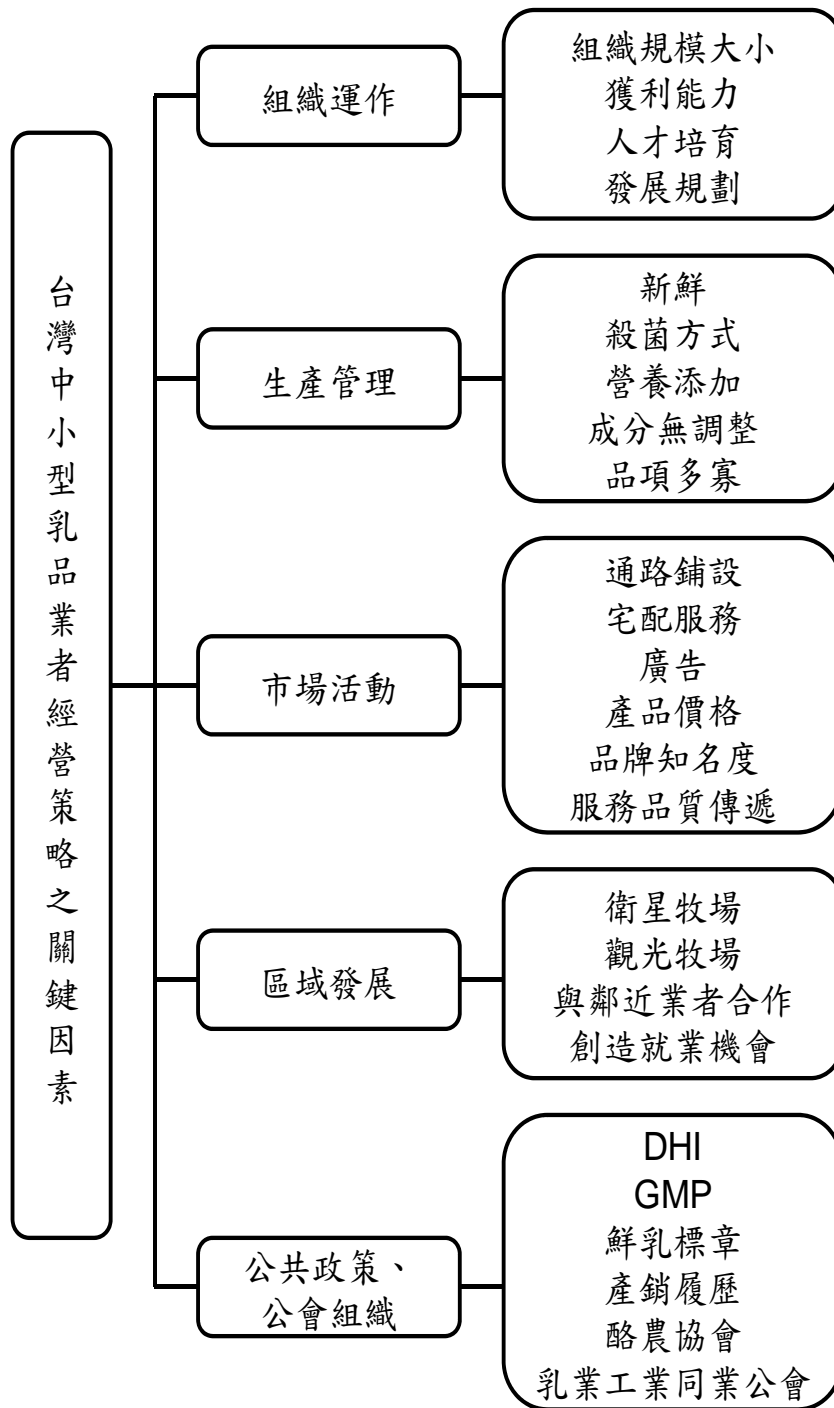 台灣中小型乳品業者經營策略之關鍵因素
組織運作
組織規模大小
獲利能力
人才培育
發展規劃
生產管理
新鮮
殺菌方式
營養添加
成分無調整
品項多寡
市場活動
通路鋪設
宅配服務
廣告
產品價格
品牌知名度
服務品質傳遞
區域發展
衛星牧場
觀光牧場
與鄰近業者合作
創造就業機會
公共政策、
公會組織
DHI
GMP
鮮乳標章
產銷履歷
酪農協會
乳業工業同業公會